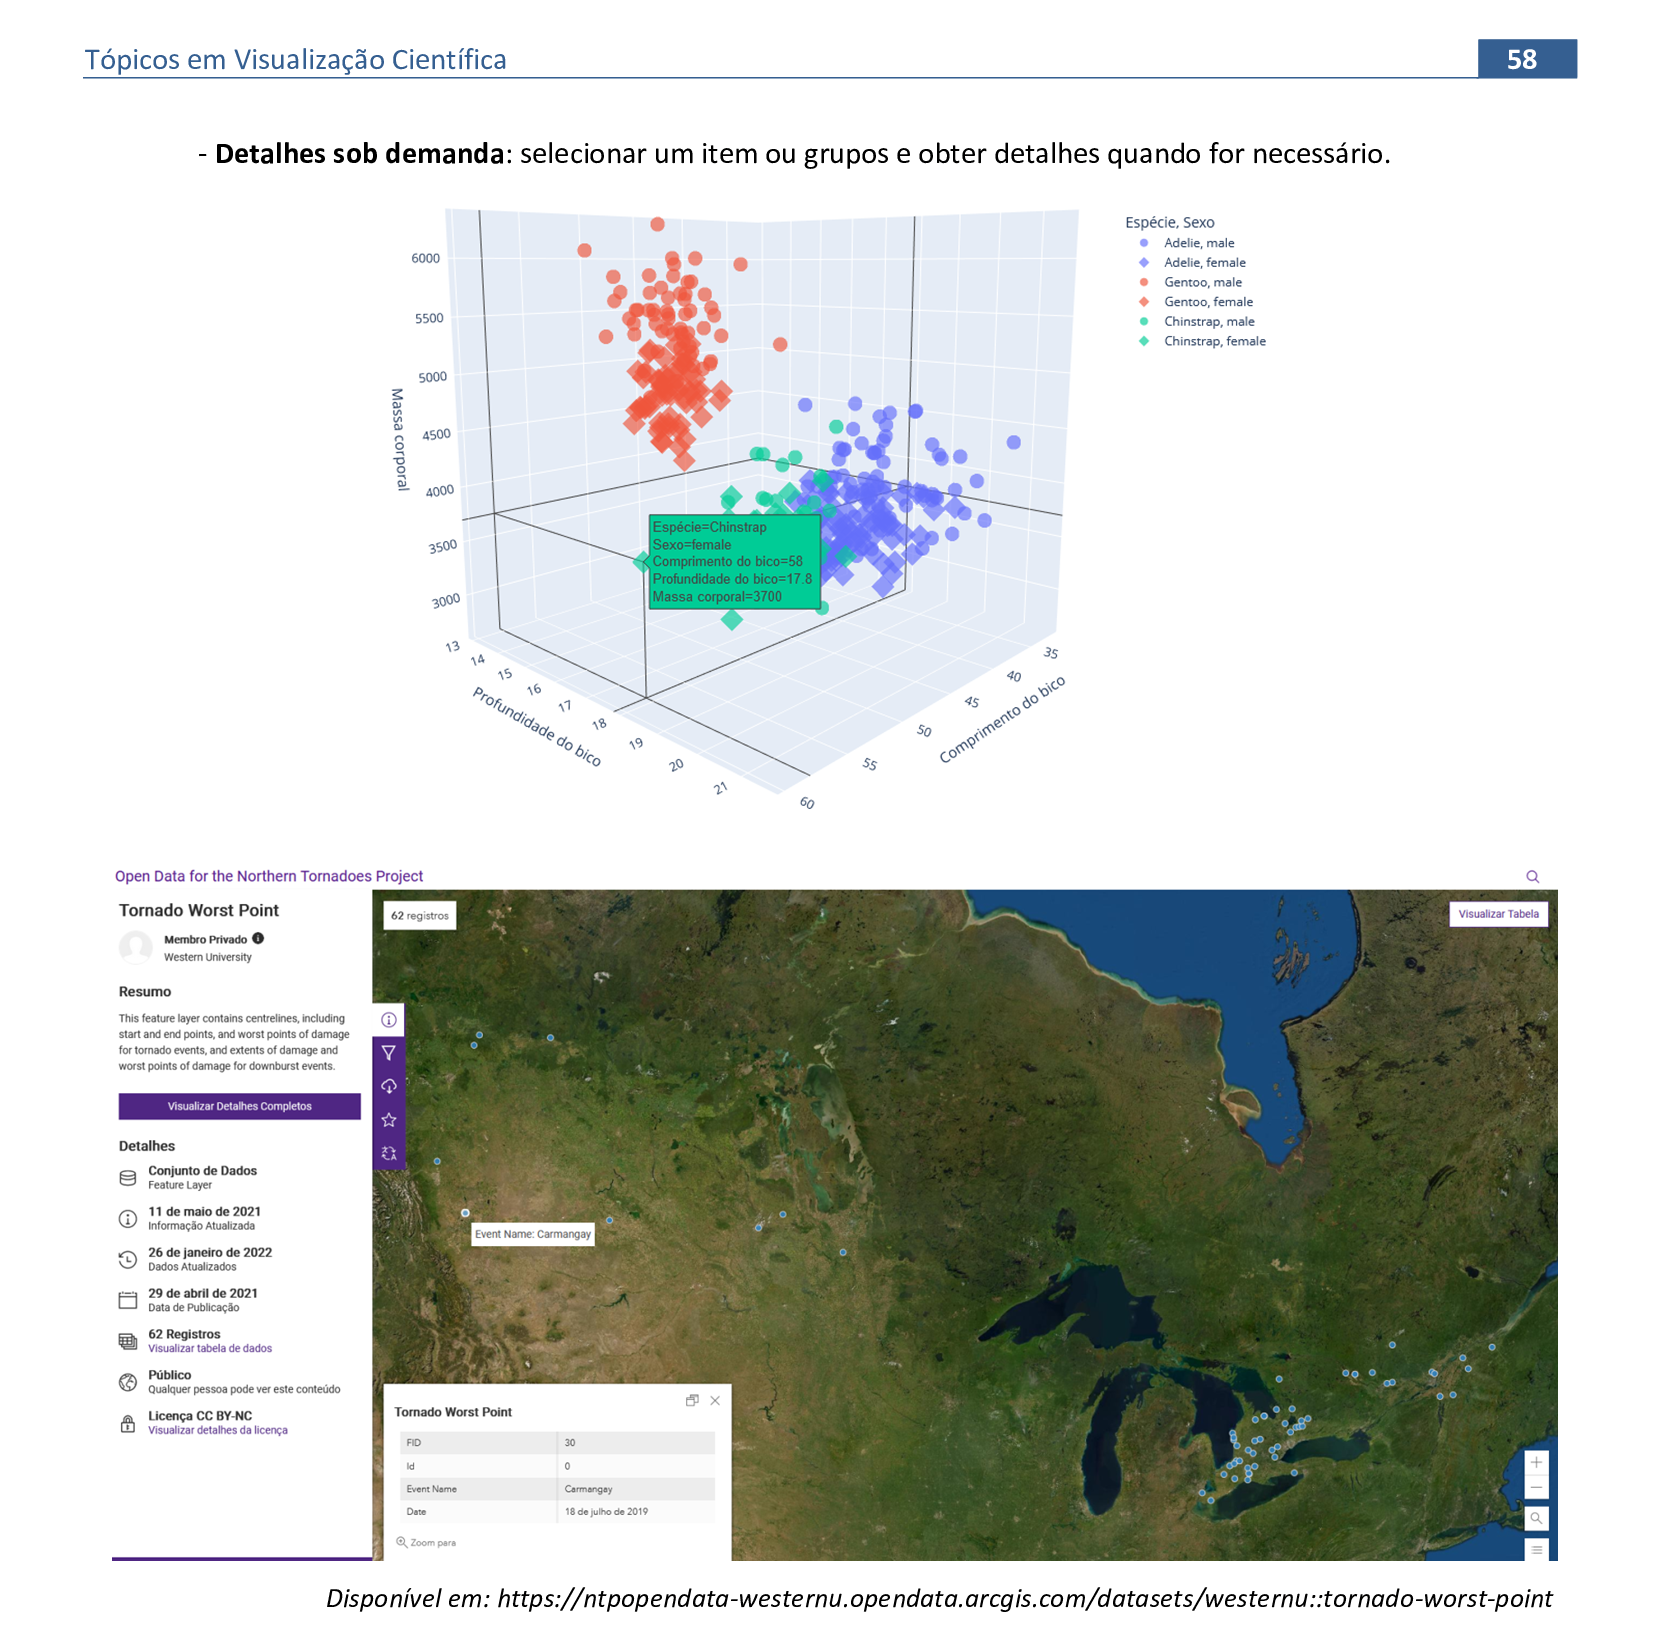 Tópicos em Visualização Científica
58
- Detalhes sob demanda: selecionar um item ou grupos e obter detalhes quando for necessário.
Espécie, Sexo
Adelie, male
Adelie, female
Gentoo, male
Gentoo, female
Chinstrap, male
Chinstrap, female
6000
5500
5000
4500
4000
3500
3000
Massa corporal
Espécie=Chinstrap
Sexo=female
Comprimento do bico=58
Profundidade do bico=17.8
Massa corporal=3700
13
14
15
16
17
18
19
20
21
Profundidade do bico
35
40
45
50
55
60
Comprimento do bico
Open Data for the Northern Tornadoes Project
Tornado Worst Point
Membro Privado
Western University
Resumo
This feature layer contains centrelines, including
start and end points, and worst points of damage
for tornado events, and extents of damage and
worst points of damage for downburst events.
Visualizar Detalhes Completos
Detalhes
Conjunto de Dados
Feature Layer
11 de maio de 2021
Informação Atualizada
26 de janeiro de 2022
Dados Atualizados
29 de abril de 2021
Data de Publicação
62 Registros
Visualizar tabela de dados
Público
Qualquer pessoa pode ver este conteúdo
Licença CC BY-NC
Visualizar detalhes da licença
62 registros
Visualizar Tabela
Event Name: Carmangay
Tornado Worst Point
FID 30
Id 0
Event Name Carmangay
Date 18 de julho de 2019
Zoom para
Disponível em: https://ntpopendata-westernu.opendata.arcgis.com/datasets/westernu::tornado-worst-point